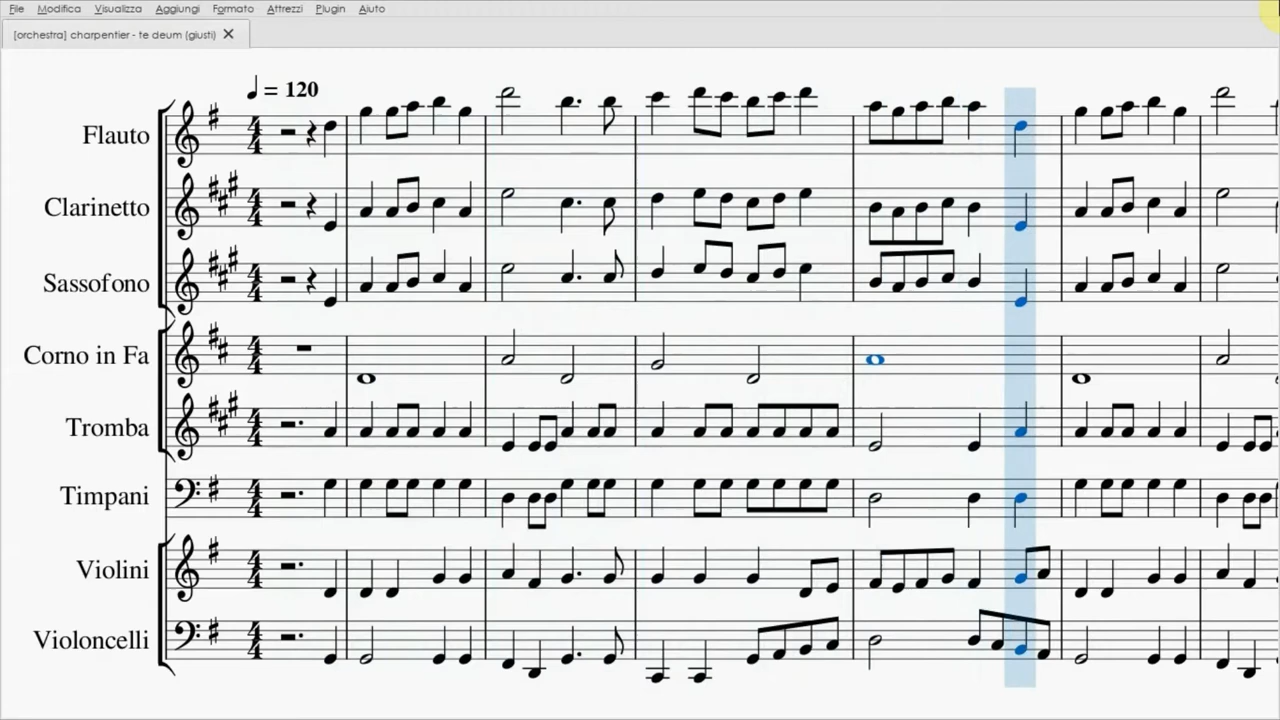 File Modifica Visualizza Aggiungi Formato Attrezzi Plugin Aiuto
[orchestra] charpentier - te deum (giusti)
= 120
Flauto
Clarinetto
Sassofono
Corno in Fa
Tromba
Timpani
Violini
Violoncelli